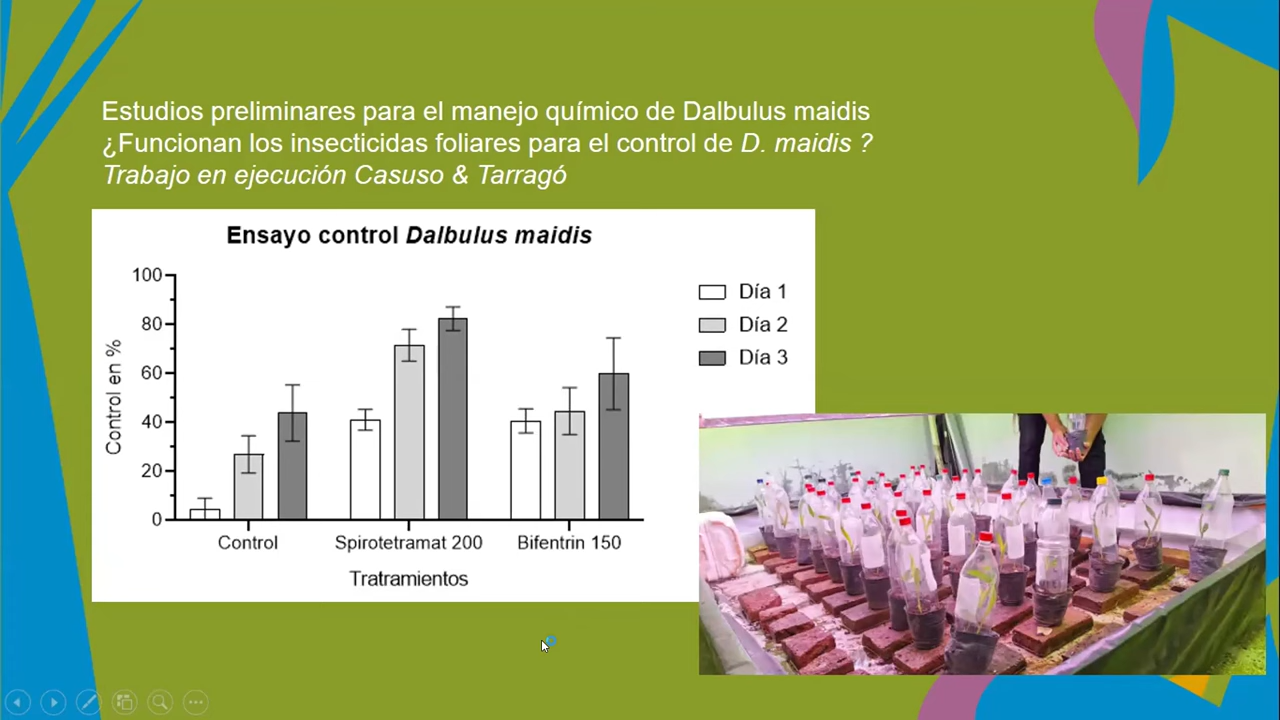 Estudios preliminares para el manejo químico de Dalbulus maidis
¿Funcionan los insecticidas foliares para el control de D. maidis ?
Trabajo en ejecución Casuso & Tarragó
Ensayo control Dalbulus maidis
Control en %
100
80
60
40
20
0
Día 1
Día 2
Día 3
Control
Spirotetramat 200
Bifentrin 150
Tratramientos